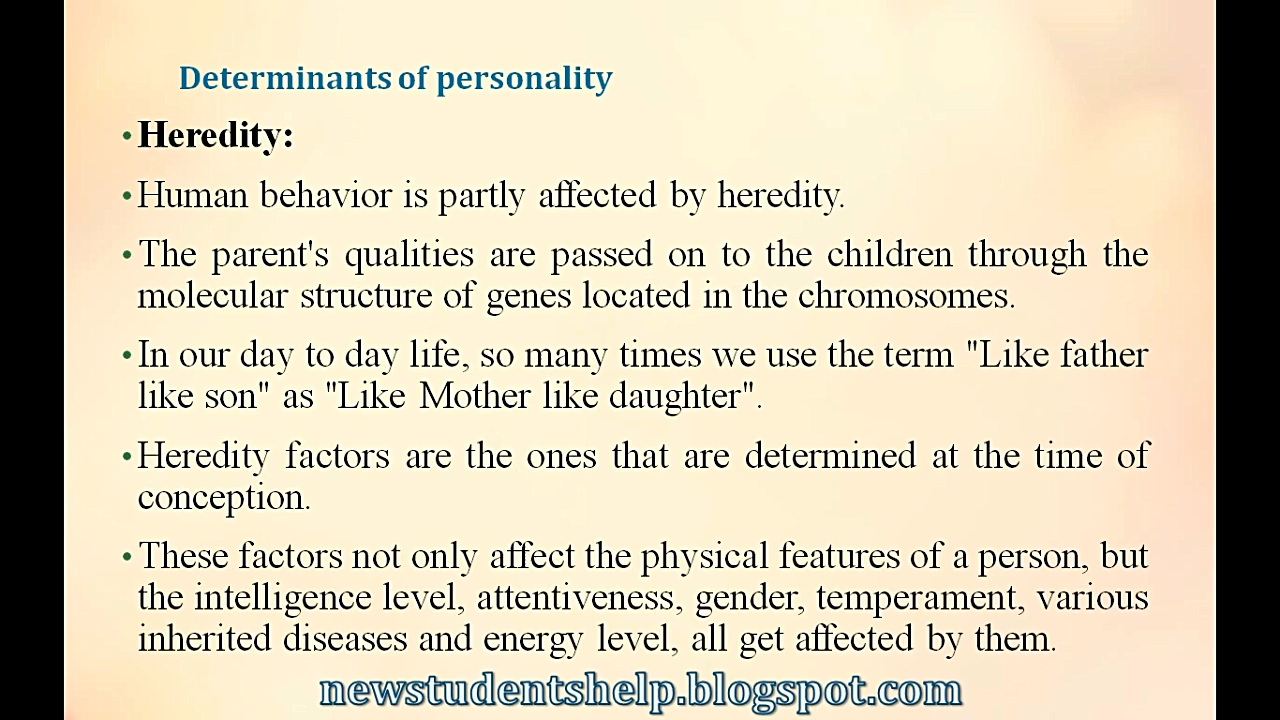 Determinants of personality
• Heredity:
• Human behavior is partly affected by heredity.
• The parent's qualities are passed on to the children through the
molecular structure of genes located in the chromosomes.
• In our day to day life, so many times we use the term "Like father
like son" as "Like Mother like daughter".
• Heredity factors are the ones that are determined at the time of
conception.
• These factors not only affect the physical features of a person, but
the intelligence level, attentiveness, gender, temperament, various
inherited diseases and energy level, all get affected by them.
newstudentshelp.blogspot.com